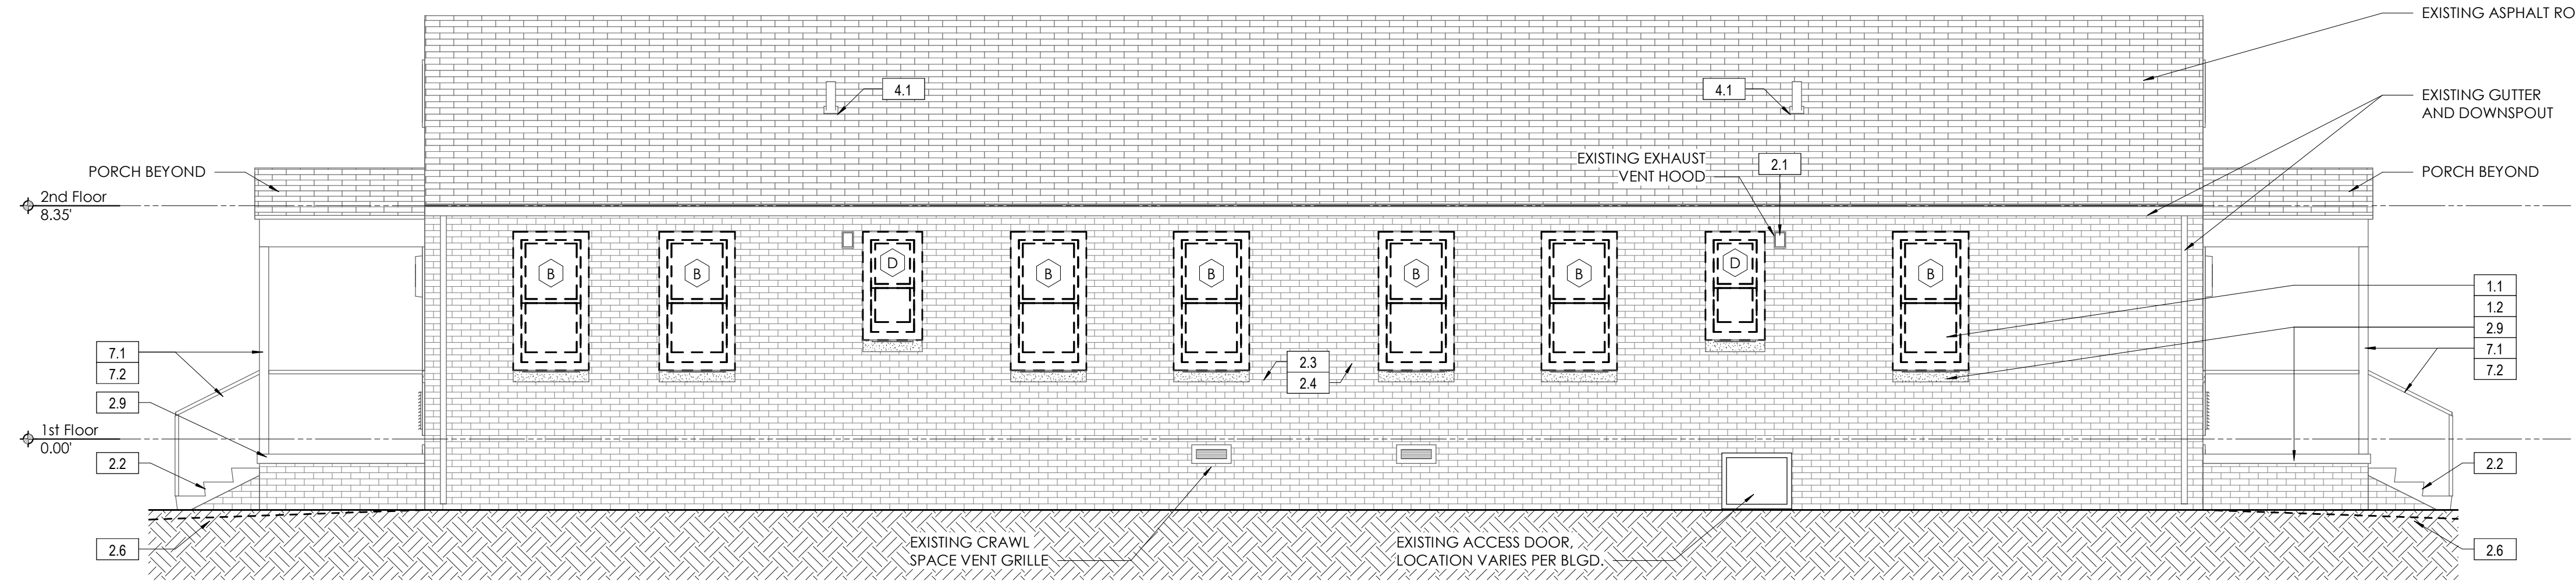 EXISTING ASPHALT RO
4.1
4.1
EXISTING GUTTER
AND DOWNSPOUT
EXISTING EXHAUST
VENT HOOD
2.1
PORCH BEYOND
PORCH BEYOND
2nd Floor
8.35'
B
B
D
B
B
B
B
D
B
1.1
1.2
2.9
7.1
7.2
7.1
7.2
2.3
2.4
2.9
1st Floor
0.00'
2.2
2.2
EXISTING CRAWL
SPACE VENT GRILLE
EXISTING ACCESS DOOR,
LOCATION VARIES PER BLGD.
2.6
2.6